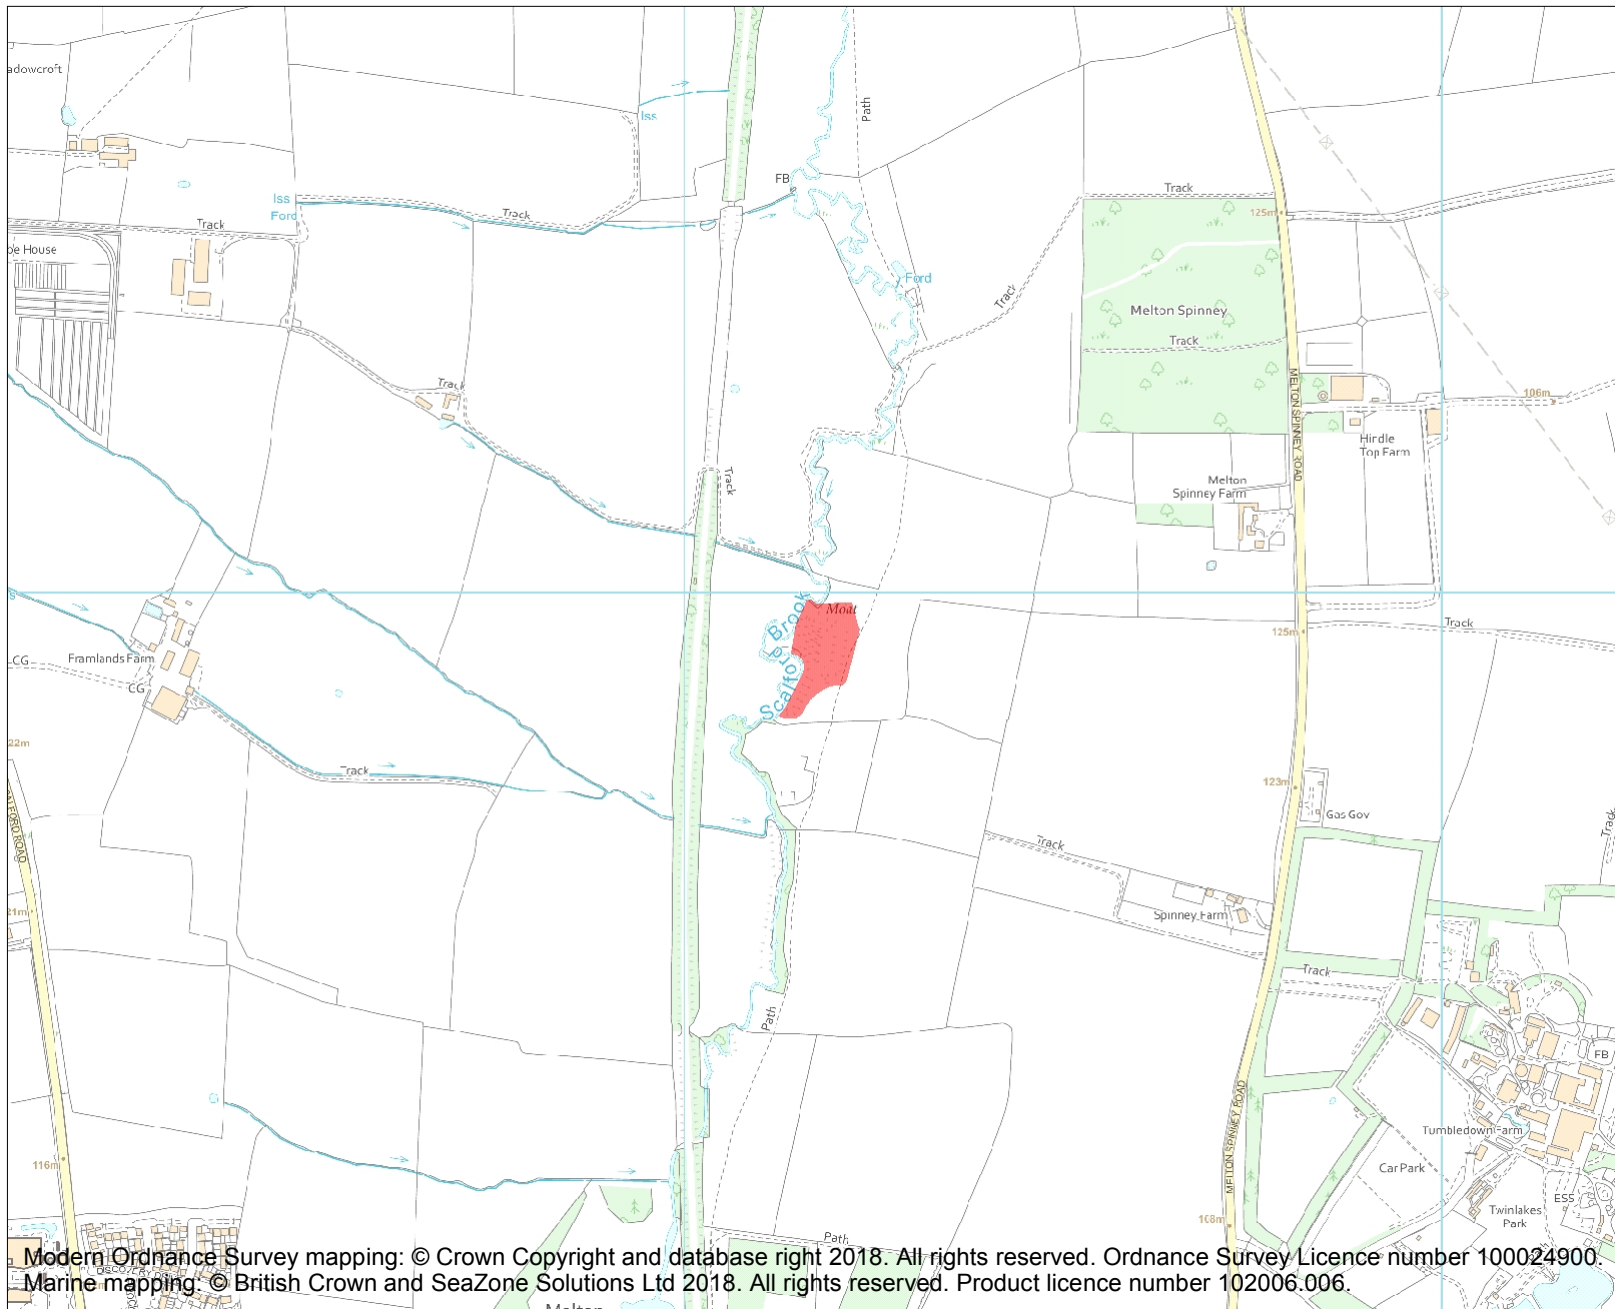 adowcroft
Iss
Path
FB
Track
Iss
Ford
Track
Track
125m
oe House
Ford
Track
Melton Spinney
Track
MELTON SPINNEY ROAD
106m
Track
Hirdle
Top Farm
Track
Melton
Spinney Farm
Moat
Scalford Brook
125m
Track
Framlands Farm
CG
CG
22m
Track
123m
Gas Gov
Track
Track
21m
Spinney Farm
Track
Path
FB
MELTON SPINNEY ROAD
Tumbledown Farm
116m
Car Park
ESS
Twinlakes
Park
108m
Path
Modern Ordnance Survey mapping: © Crown Copyright and database right 2018. All rights reserved. Ordnance Survey Licence number 100024900.
Marine mapping: © British Crown and SeaZone Solutions Ltd 2018. All rights reserved. Product licence number 102006.006.
Melton